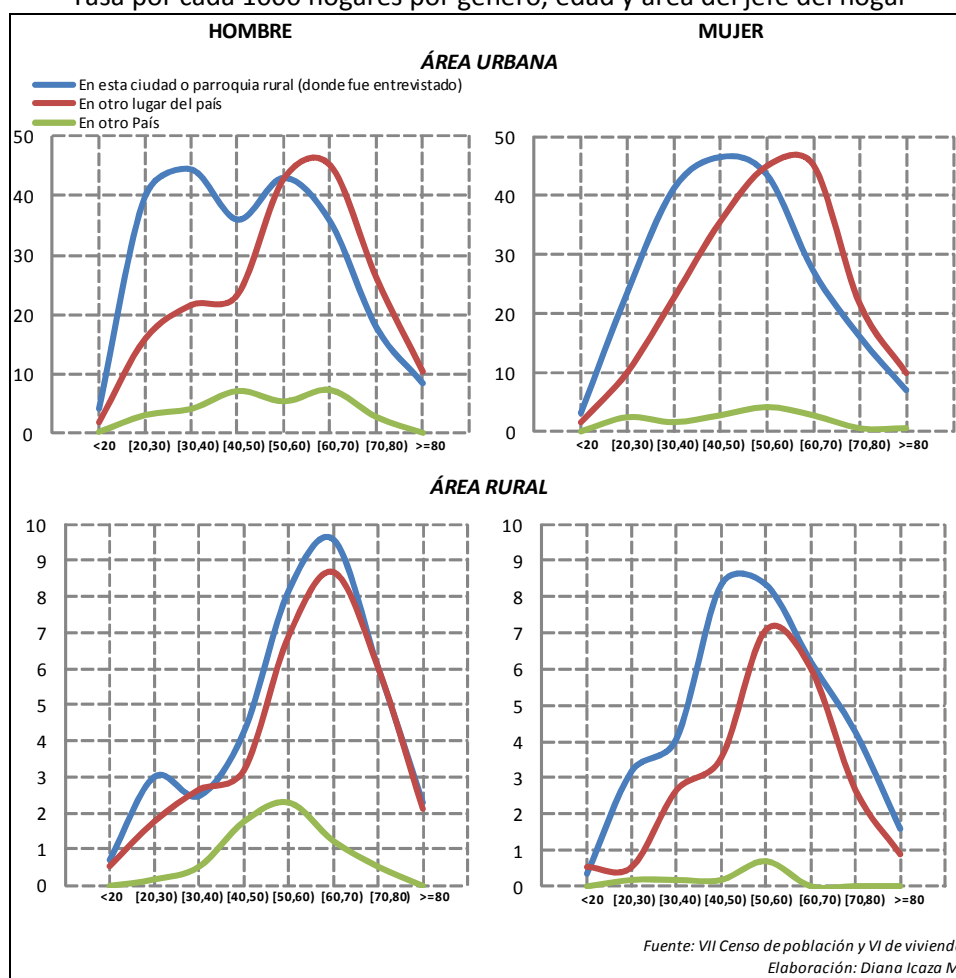 Tasa por cada 1000 hogares por género, edad y área del jefe del hogar
HOMBRE MUJER
ÁREA URBANA
En esta ciudad o parroquia rural (donde fue entrevistado)
En otro lugar del país
En otro País
50
40
30
20
10
0
<20 [20,30) [30,40) [40,50) [50,60) [60,70) [70,80) >=80
50
40
30
20
10
0
<20 [20,30) [30,40) [40,50) [50,60) [60,70) [70,80) >=80
ÁREA RURAL
10
9
8
7
6
5
4
3
2
1
0
<20 [20,30) [30,40) [40,50) [50,60) [60,70) [70,80) >=80
10
9
8
7
6
5
4
3
2
1
0
<20 [20,30) [30,40) [40,50) [50,60) [60,70) [70,80) >=80
Fuente: VII Censo de población y VI de viviend
Elaboración: Diana Icaza M